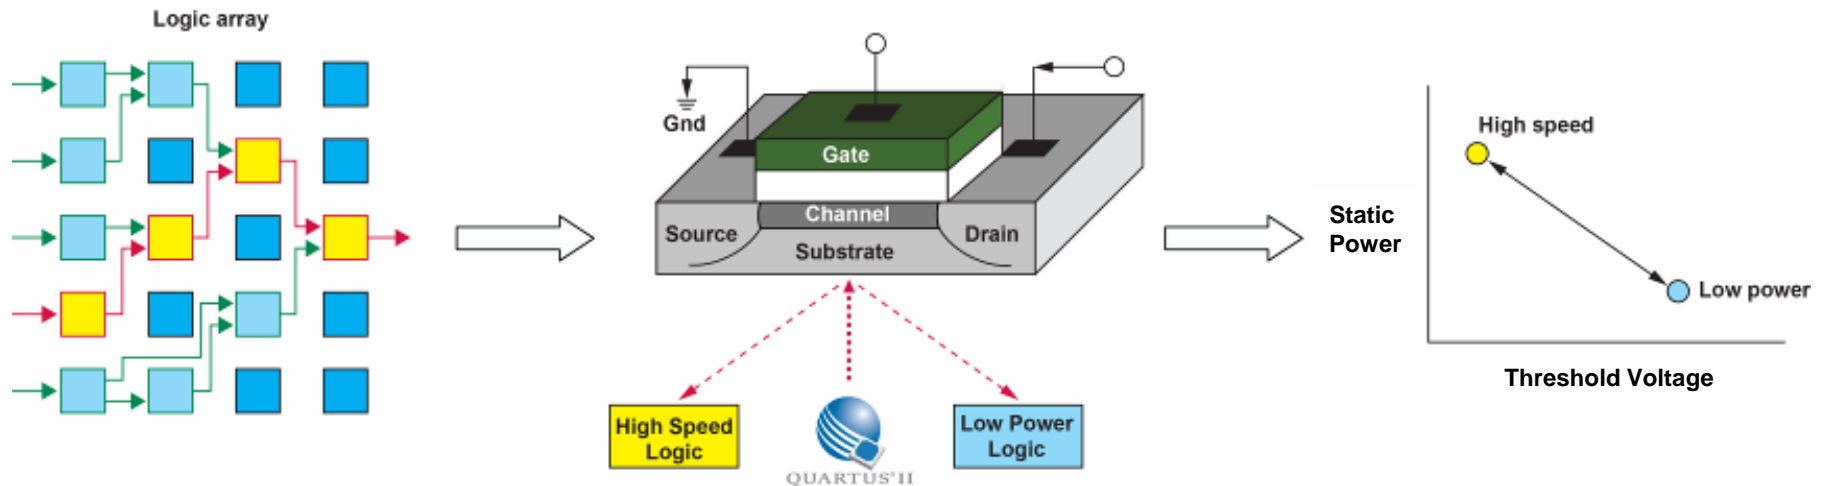 Logic array
Gnd
Gate
Channel
Source
Drain
Substrate
High Speed
Logic
QUARTUS® II
Low Power
Logic
High speed
Static
Power
Low power
Threshold Voltage